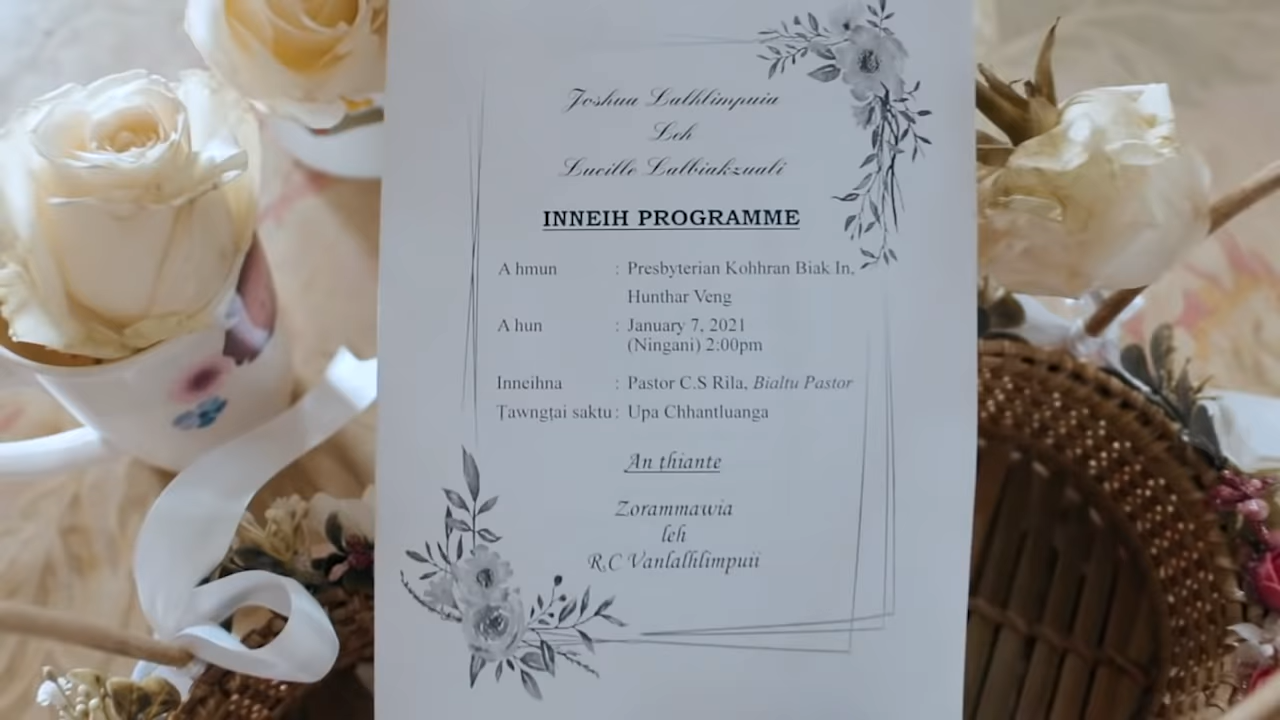 Joshua Lalhlimpuia
Leh
Lucille Lalbiakzuali
INNEIH PROGRAMME
A hmun : Presbyterian Kohhran Biak In,
Hunthar Veng
A hun : January 7, 2021
(Ningani) 2:00pm
Inneihna : Pastor C.S Rila, Bialtu Pastor
Ṭawngṭai saktu : Upa Chhantluanga
An ṭhiante
Zorammawia
leh
R.C Vanlalhlimpuii